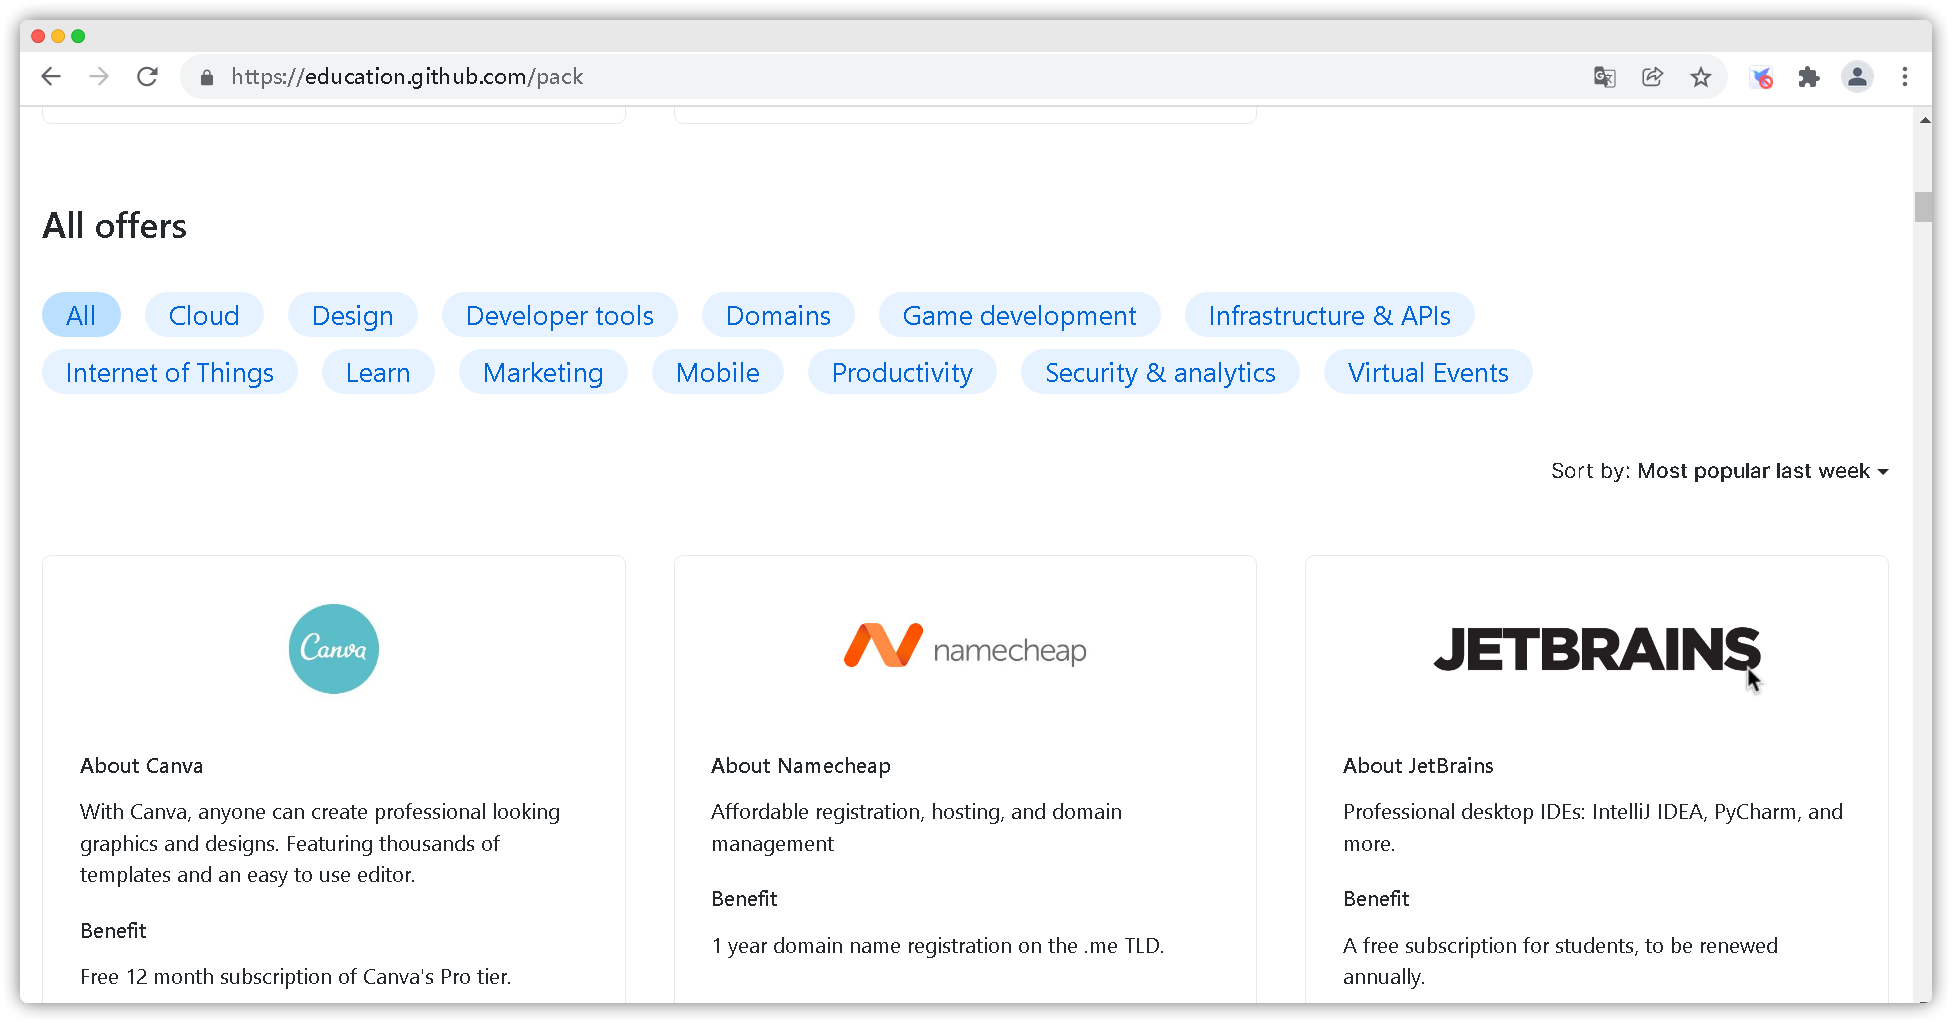 https://education.github.com/pack
All offers
All Cloud Design Developer tools Domains Game development Infrastructure & APIs
Internet of Things Learn Marketing Mobile Productivity Security & analytics Virtual Events
Sort by: Most popular last week
Canva
namecheap
JETBRAINS
About Canva
With Canva, anyone can create professional looking
graphics and designs. Featuring thousands of
templates and an easy to use editor.
Benefit
Free 12 month subscription of Canva's Pro tier.
About Namecheap
Affordable registration, hosting, and domain
management
Benefit
1 year domain name registration on the .me TLD.
About JetBrains
Professional desktop IDEs: IntelliJ IDEA, PyCharm, and
more.
Benefit
A free subscription for students, to be renewed
annually.